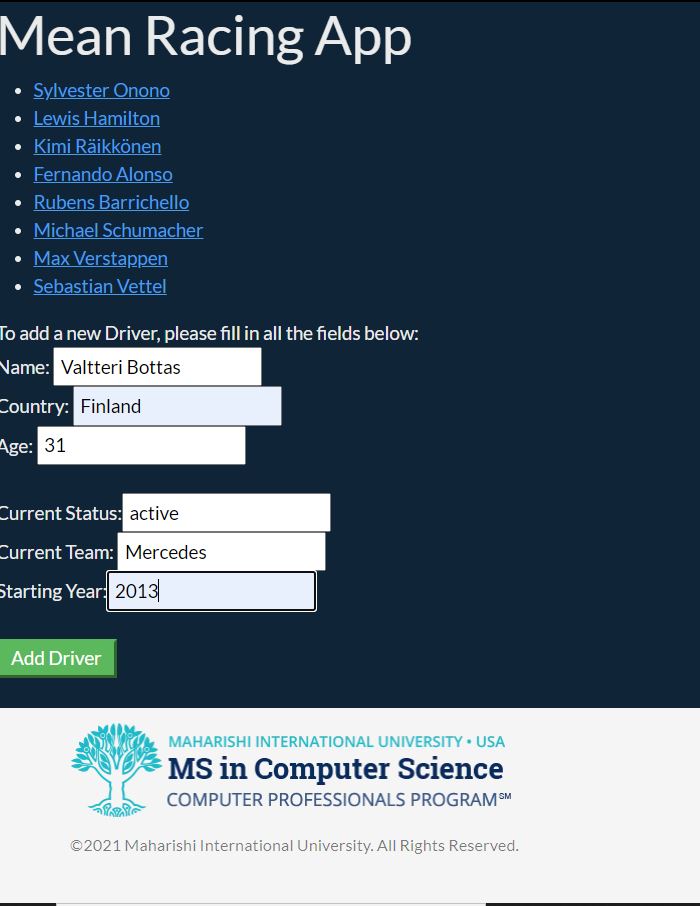 Mean Racing App
Sylvester Onono
Lewis Hamilton
Kimi Räikkönen
Fernando Alonso
Rubens Barrichello
Michael Schumacher
Max Verstappen
Sebastian Vettel
To add a new Driver, please fill in all the fields below:
Name: Valtteri Bottas
Country: Finland
Age: 31
Current Status: active
Current Team: Mercedes
Starting Year: 2013
Add Driver
MAHARISHI INTERNATIONAL UNIVERSITY • USA
MS in Computer Science
COMPUTER PROFESSIONALS PROGRAM℠
©2021 Maharishi International University. All Rights Reserved.